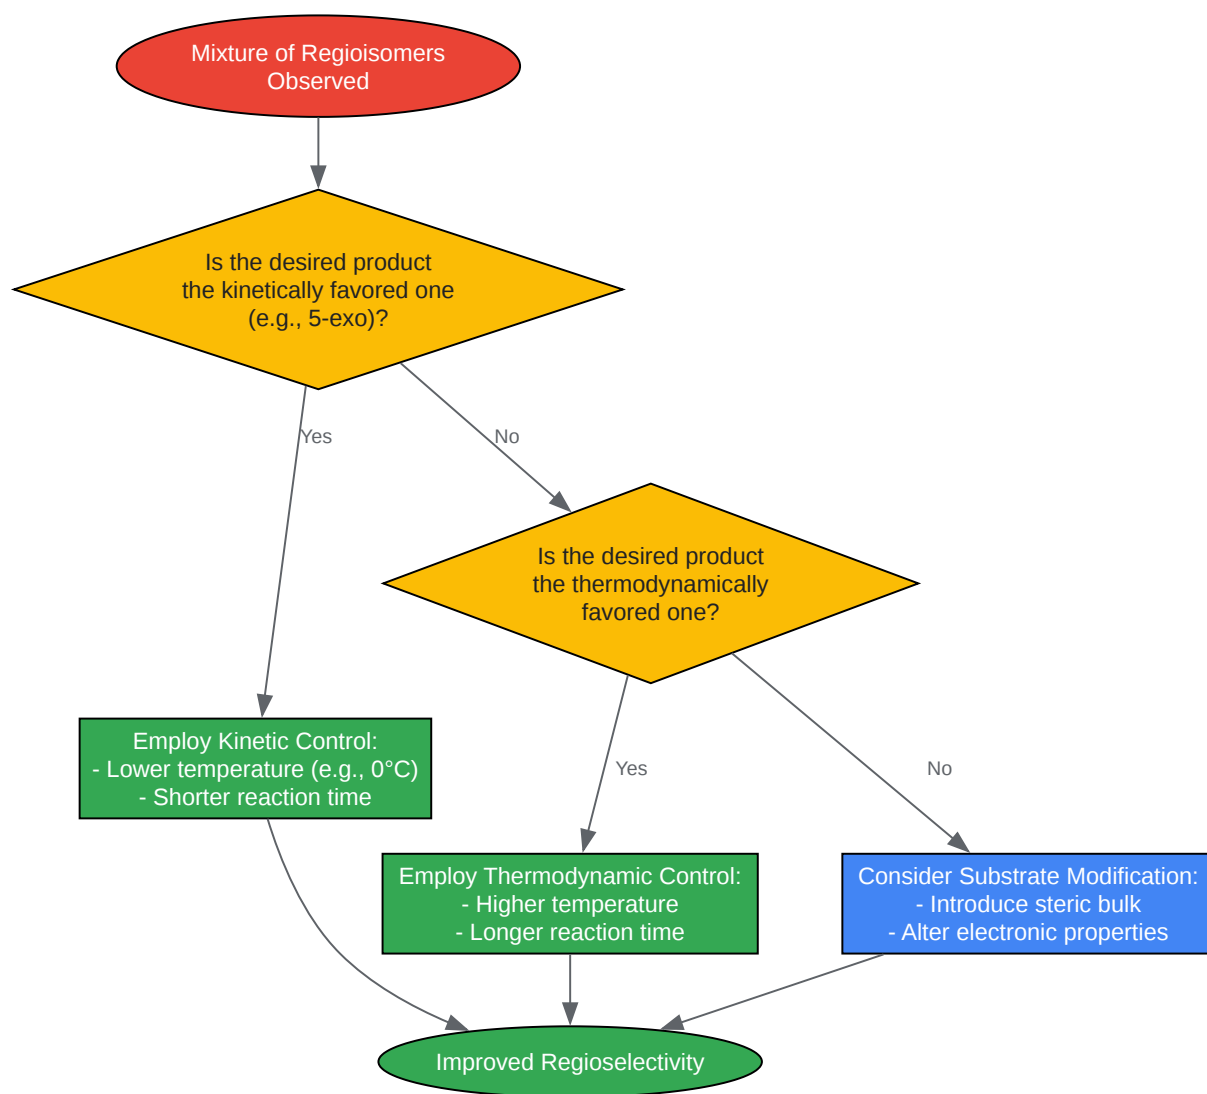 Mixture of Regioisomers
Observed
Is the desired product
the kinetically favored one
(e.g., 5-exo)?
Yes
No
Is the desired product
the thermodynamically
favored one?
Employ Kinetic Control:
- Lower temperature (e.g., 0°C)
- Shorter reaction time
Yes
No
Employ Thermodynamic Control:
- Higher temperature
- Longer reaction time
Consider Substrate Modification:
- Introduce steric bulk
- Alter electronic properties
Improved Regioselectivity